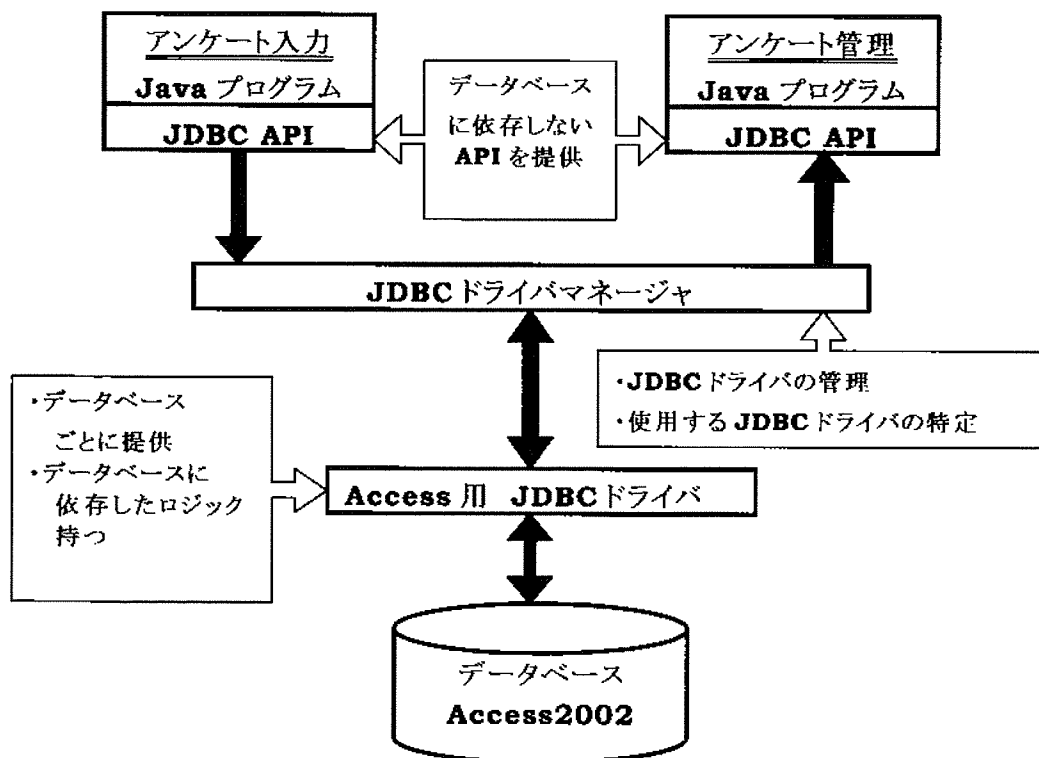 アンケート入力
Java プログラム
JDBC API
データベース
に依存しない
API を提供
アンケート管理
Java プログラム
JDBC API
JDBC ドライバマネージャ
・JDBC ドライバの管理
・使用する JDBC ドライバの特定
・データベース
ごとに提供
・データベースに
依存したロジック
持つ
Access 用 JDBC ドライバ
データベース
Access2002